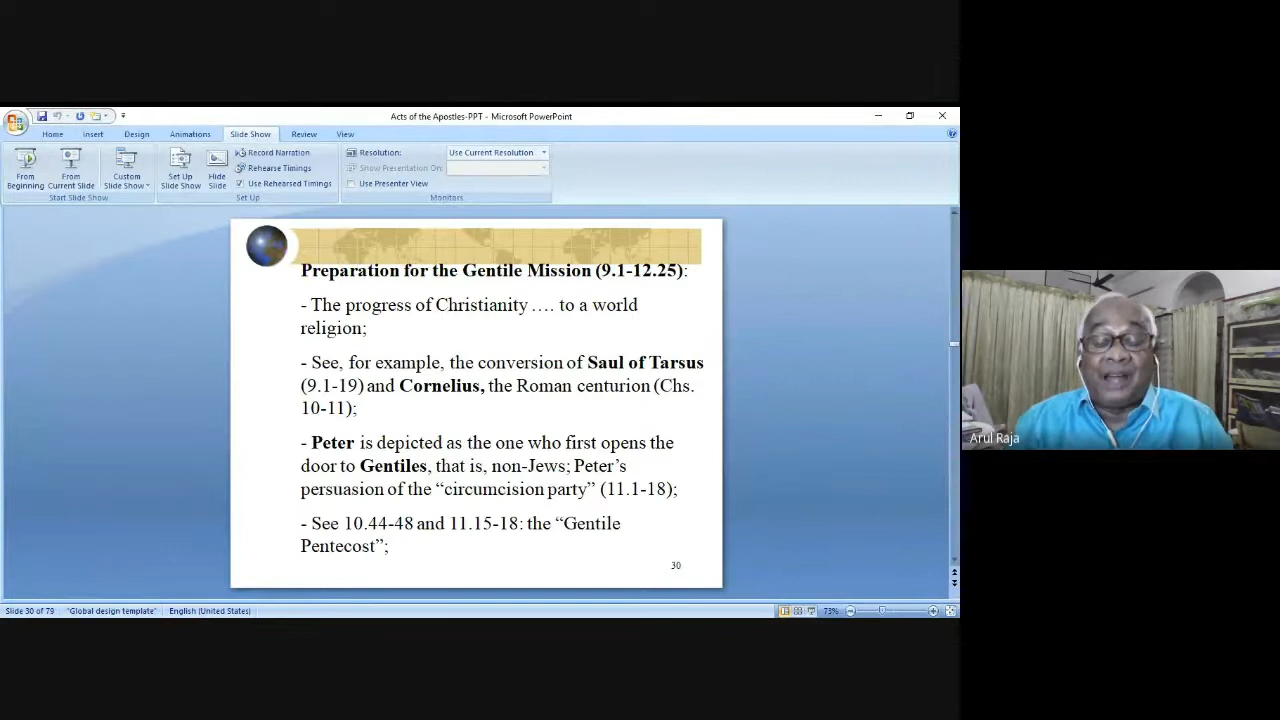 Acts of the Apostles-PPT - Microsoft PowerPoint
Home Insert Design Animations Slide Show Review View
Record Narration
Rehearse Timings
Use Rehearsed Timings
From Beginning
From Current Slide
Custom Slide Show
Set Up Slide Show
Hide Slide
Resolution: Use Current Resolution
Show Presentation On:
Use Presenter View
Start Slide Show Set Up Monitors
Preparation for the Gentile Mission (9.1-12.25):
- The progress of Christianity …. to a world
religion;
- See, for example, the conversion of Saul of Tarsus
(9.1-19) and Cornelius, the Roman centurion (Chs.
10-11);
- Peter is depicted as the one who first opens the
door to Gentiles, that is, non-Jews; Peter’s
persuasion of the “circumcision party” (11.1-18);
- See 10.44-48 and 11.15-18: the “Gentile
Pentecost”;
30
Slide 30 of 79 "Global design template" English (United States) 73%
Arul Raja